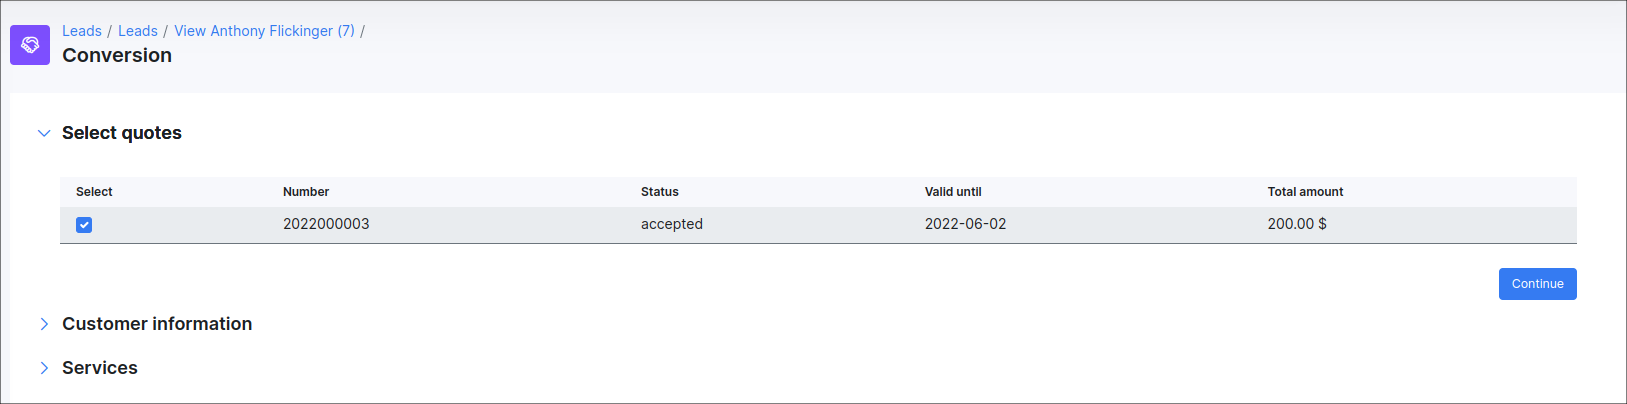 Leads / Leads / View Anthony Flickinger (7) /
Conversion
Select quotes
Select Number Status Valid until Total amount
2022000003 accepted 2022-06-02 200.00 $
Continue
Customer information
Services